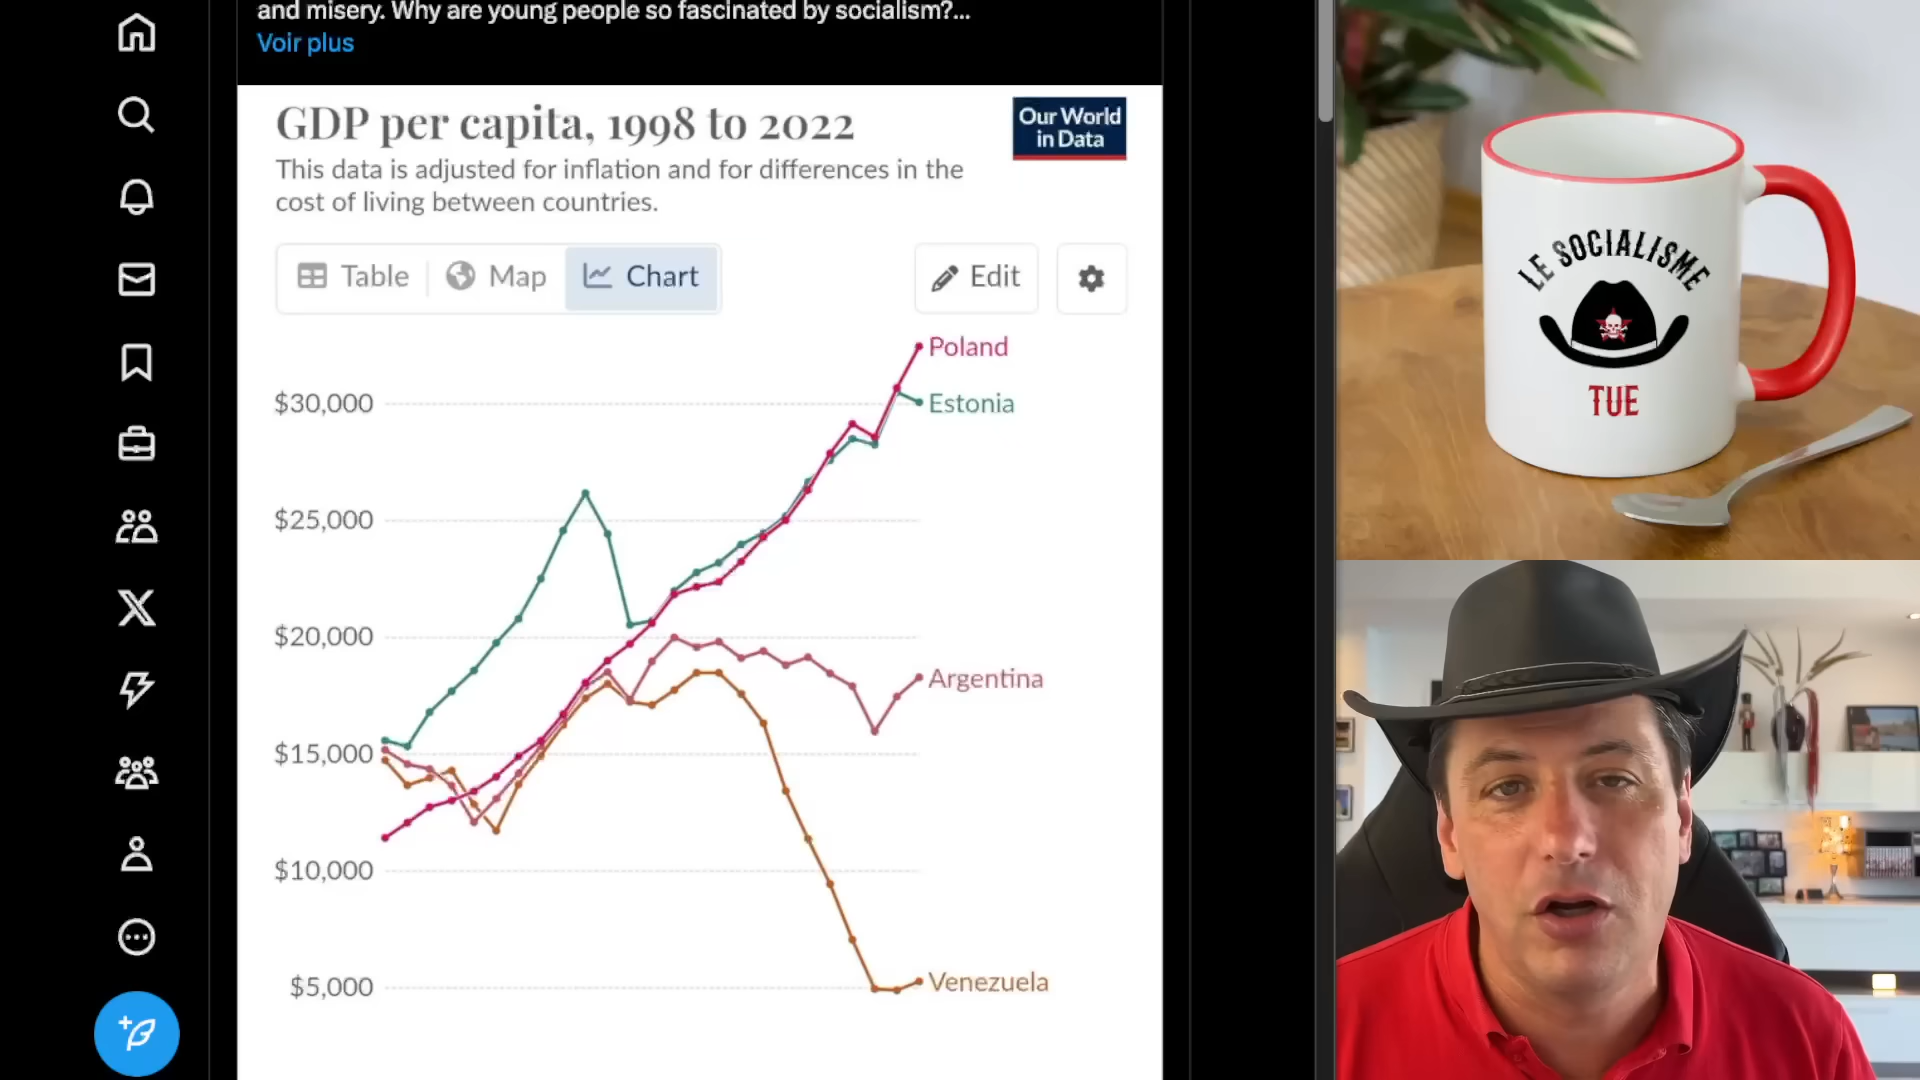 and misery. Why are young people so fascinated by socialism?...
Voir plus
GDP per capita, 1998 to 2022
This data is adjusted for inflation and for differences in the
cost of living between countries.
Our World
in Data
Table
Map
Chart
Edit
Poland
$30,000
Estonia
$25,000
$20,000
Argentina
$15,000
$10,000
$5,000
Venezuela
LE SOCIALISME
TUE